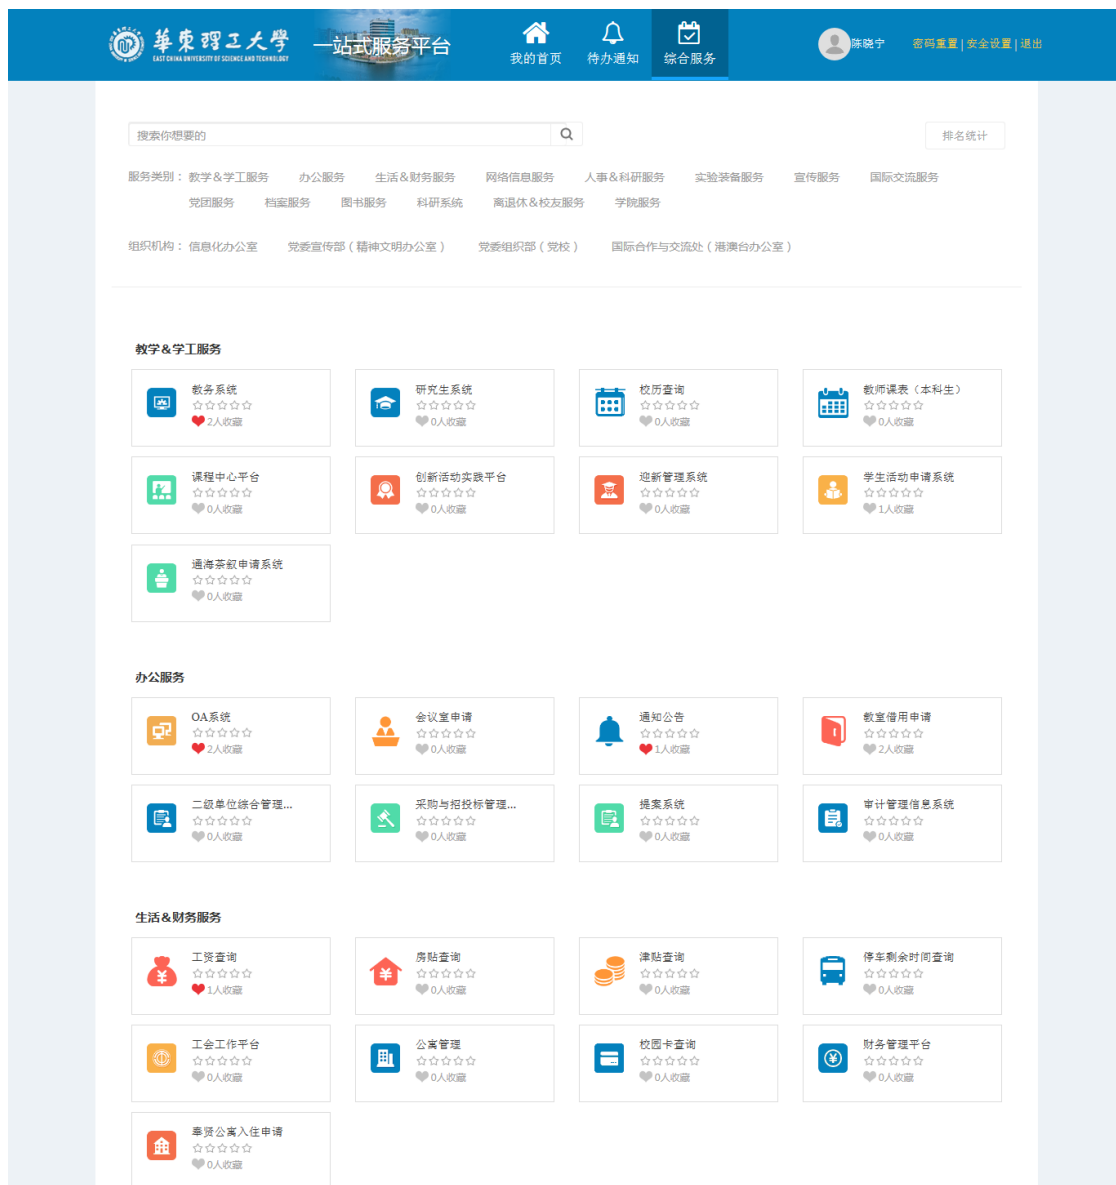 華東理工大學
EAST CHINA UNIVERSITY OF SCIENCE AND TECHNOLOGY
一站式服务平台
我的首页 待办通知 综合服务
陈晓宁 密码重置 | 安全设置 | 退出
搜索你想要的
排名统计
服务类别： 教学&学工服务 办公服务 生活&财务服务 网络信息服务 人事&科研服务 实验装备服务 宣传服务 国际交流服务
党团服务 档案服务 图书服务 科研系统 离退休&校友服务 学院服务
组织机构： 信息化办公室 党委宣传部（精神文明办公室） 党委组织部（党校） 国际合作与交流处（港澳台办公室）
教学&学工服务
教务系统 研究生系统 校历查询 教师课表（本科生）
2人收藏 0人收藏 0人收藏 0人收藏
课程中心平台 创新活动实践平台 迎新管理系统 学生活动申请系统
0人收藏 0人收藏 0人收藏 1人收藏
通海茶叙申请系统
0人收藏
办公服务
OA系统 会议室申请 通知公告 教室借用申请
2人收藏 0人收藏 1人收藏 2人收藏
二级单位综合管理... 采购与招投标管理... 提案系统 审计管理信息系统
0人收藏 0人收藏 0人收藏 0人收藏
生活&财务服务
工资查询 房贴查询 津贴查询 停车剩余时间查询
1人收藏 0人收藏 0人收藏 0人收藏
工会工作平台 公寓管理 校园卡查询 财务管理平台
0人收藏 0人收藏 0人收藏 0人收藏
奉贤公寓入住申请
0人收藏